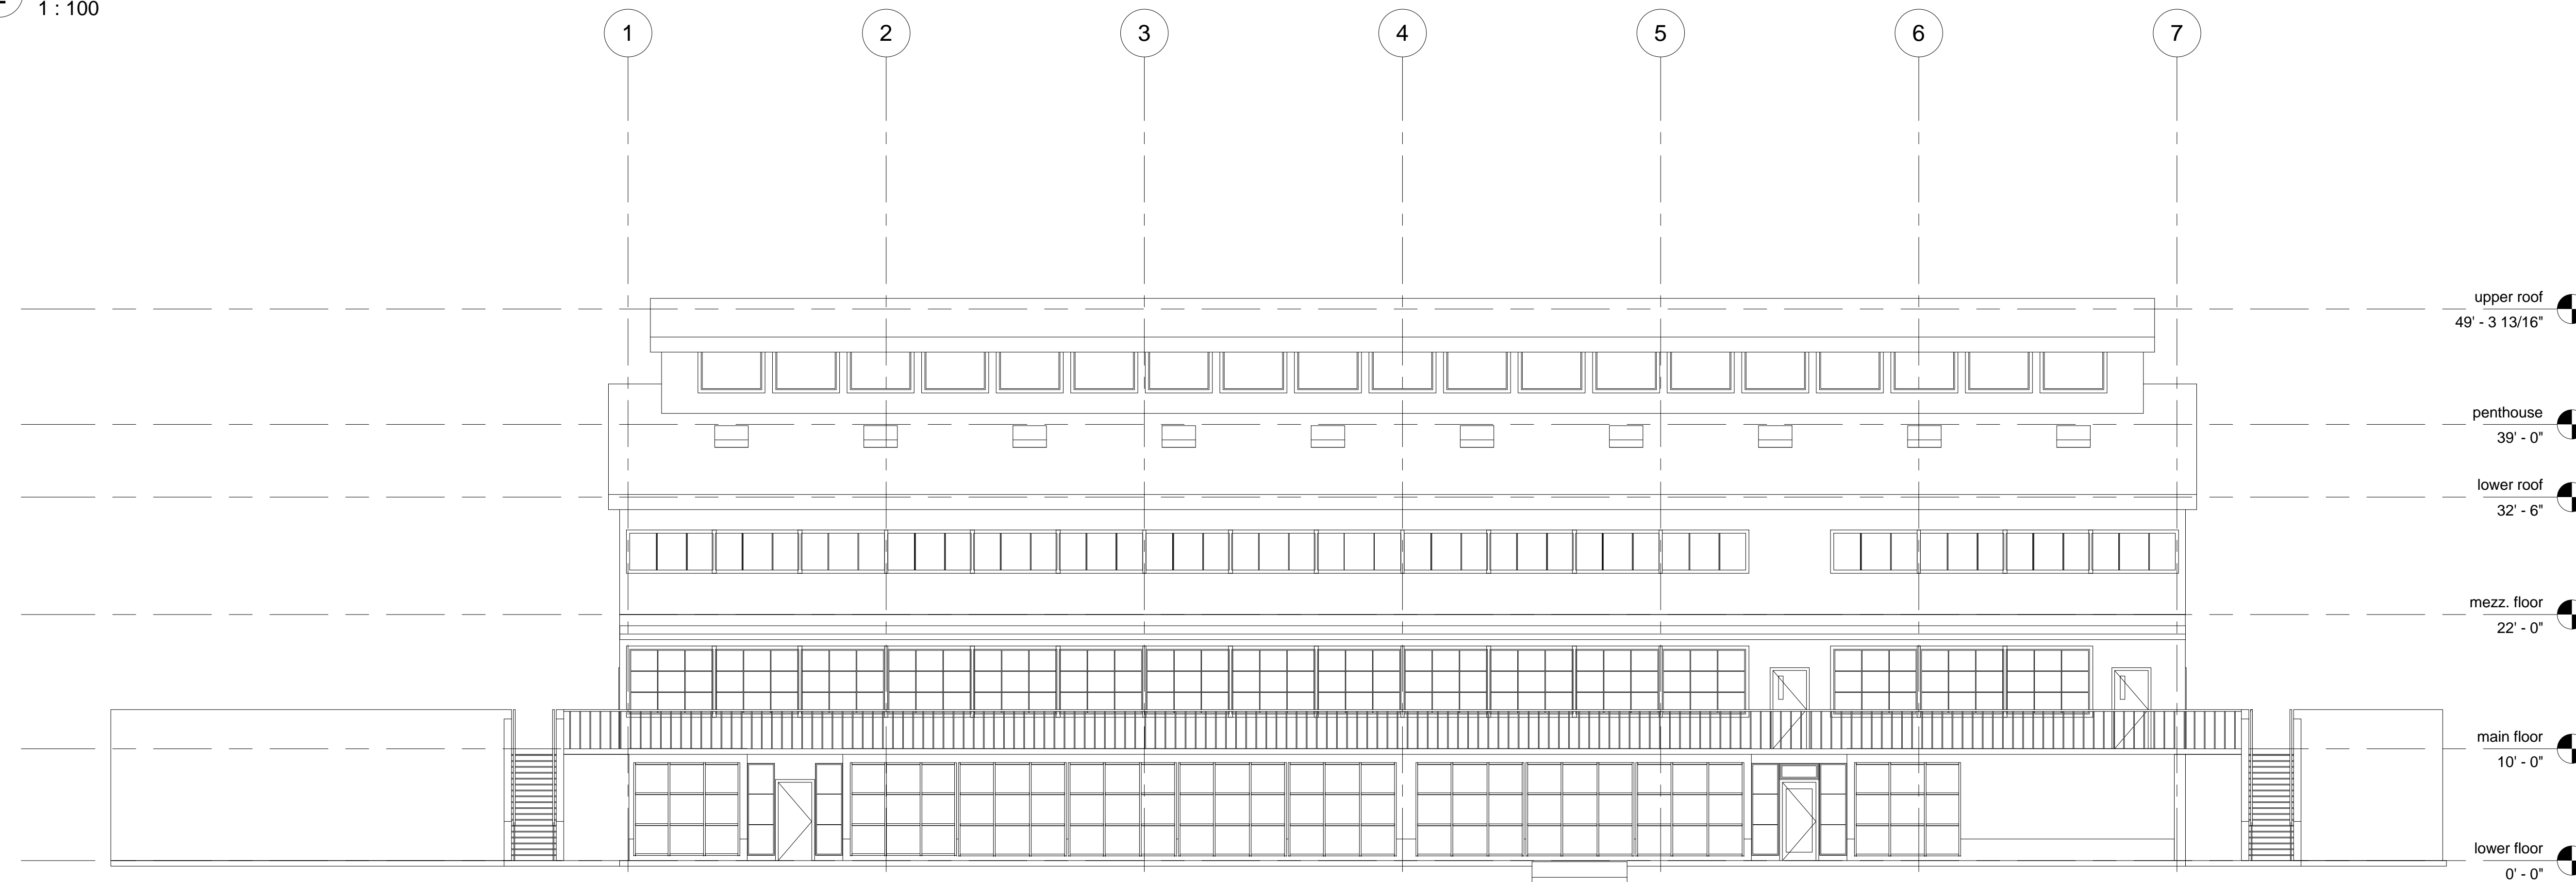 1 : 100
1 2 3 4 5 6 7
upper roof
49' - 3 13/16"
penthouse
39' - 0"
lower roof
32' - 6"
mezz. floor
22' - 0"
main floor
10' - 0"
lower floor
0' - 0"